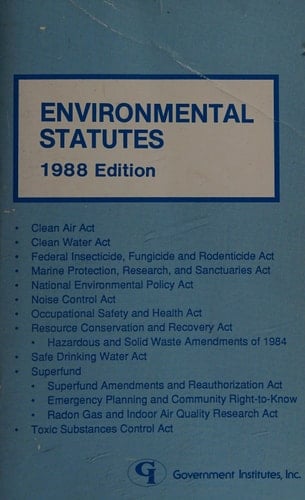 ENVIRONMENTAL
STATUTES
1988 Edition
• Clean Air Act
• Clean Water Act
• Federal Insecticide, Fungicide and Rodenticide Act
• Marine Protection, Research, and Sanctuaries Act
• National Environmental Policy Act
• Noise Control Act
• Occupational Safety and Health Act
• Resource Conservation and Recovery Act
• Hazardous and Solid Waste Amendments of 1984
• Safe Drinking Water Act
• Superfund
• Superfund Amendments and Reauthorization Act
• Emergency Planning and Community Right-to-Know
• Radon Gas and Indoor Air Quality Research Act
• Toxic Substances Control Act
GI Government Institutes, Inc.